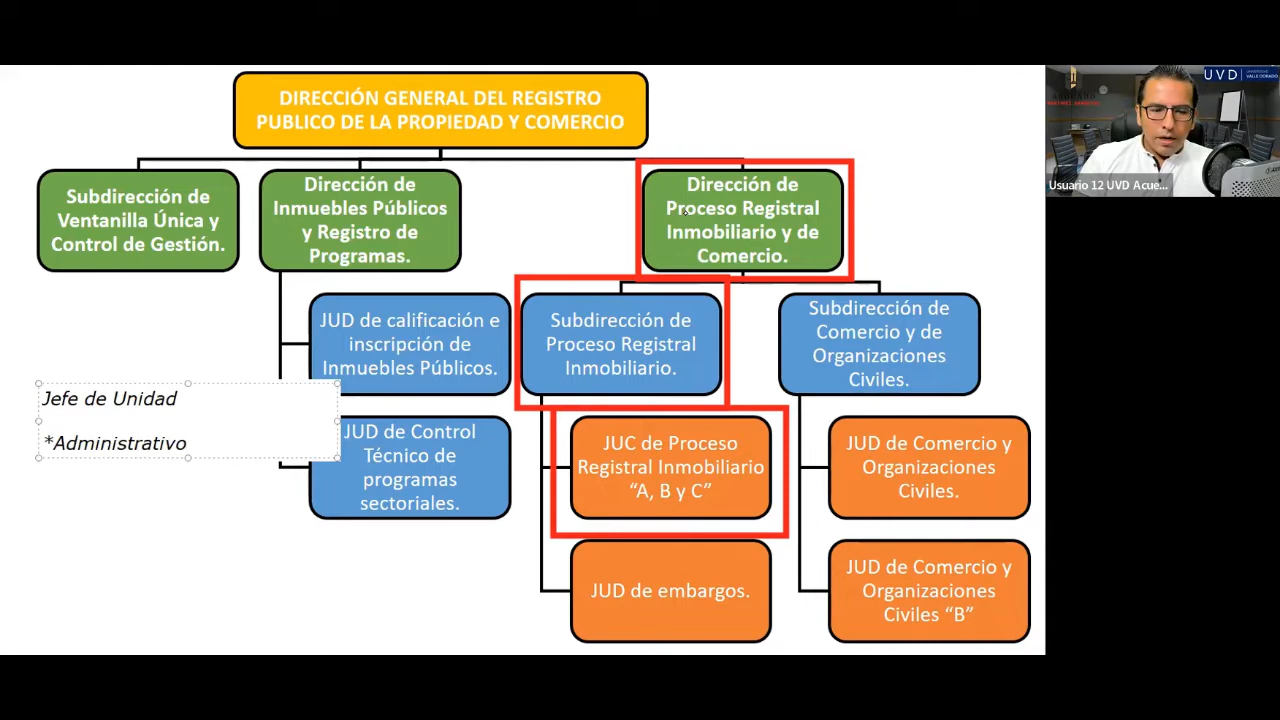 DIRECCIÓN GENERAL DEL REGISTRO
PUBLICO DE LA PROPIEDAD Y COMERCIO
Subdirección de
Ventanilla Única y
Control de Gestión.
Dirección de
Inmuebles Públicos
y Registro de
Programas.
Dirección de
Proceso Registral
Inmobiliario y de
Comercio.
JUD de calificación e
inscripción de
Inmuebles Públicos.
Subdirección de
Proceso Registral
Inmobiliario.
Subdirección de
Comercio y de
Organizaciones
Civiles.
Jefe de Unidad
*Administrativo
JUD de Control
Técnico de
programas
sectoriales.
JUC de Proceso
Registral Inmobiliario
“A, B y C”
JUD de Comercio y
Organizaciones
Civiles.
JUD de embargos.
JUD de Comercio y
Organizaciones
Civiles “B”
UVD
UNIVERSIDAD
VALLE DORADO
Usuario 12 UVD Acue...